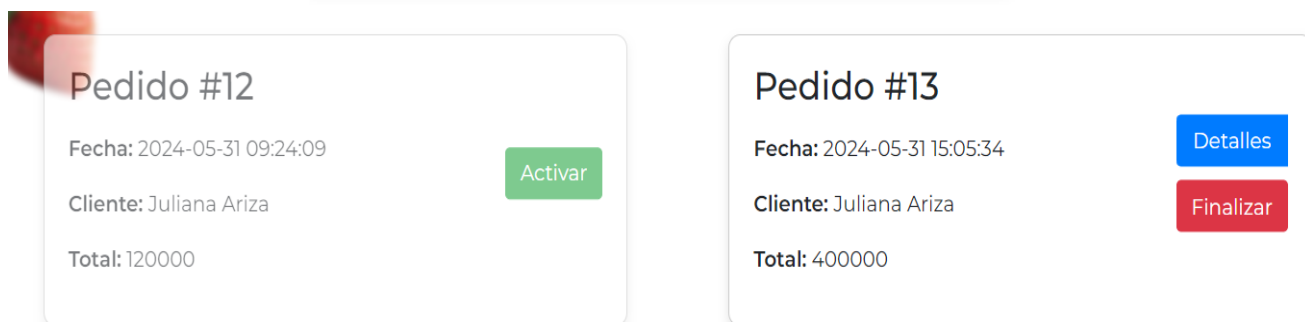 Pedido #12
Fecha: 2024-05-31 09:24:09
Activar
Cliente: Juliana Ariza
Total: 120000
Pedido #13
Fecha: 2024-05-31 15:05:34
Detalles
Cliente: Juliana Ariza
Finalizar
Total: 400000